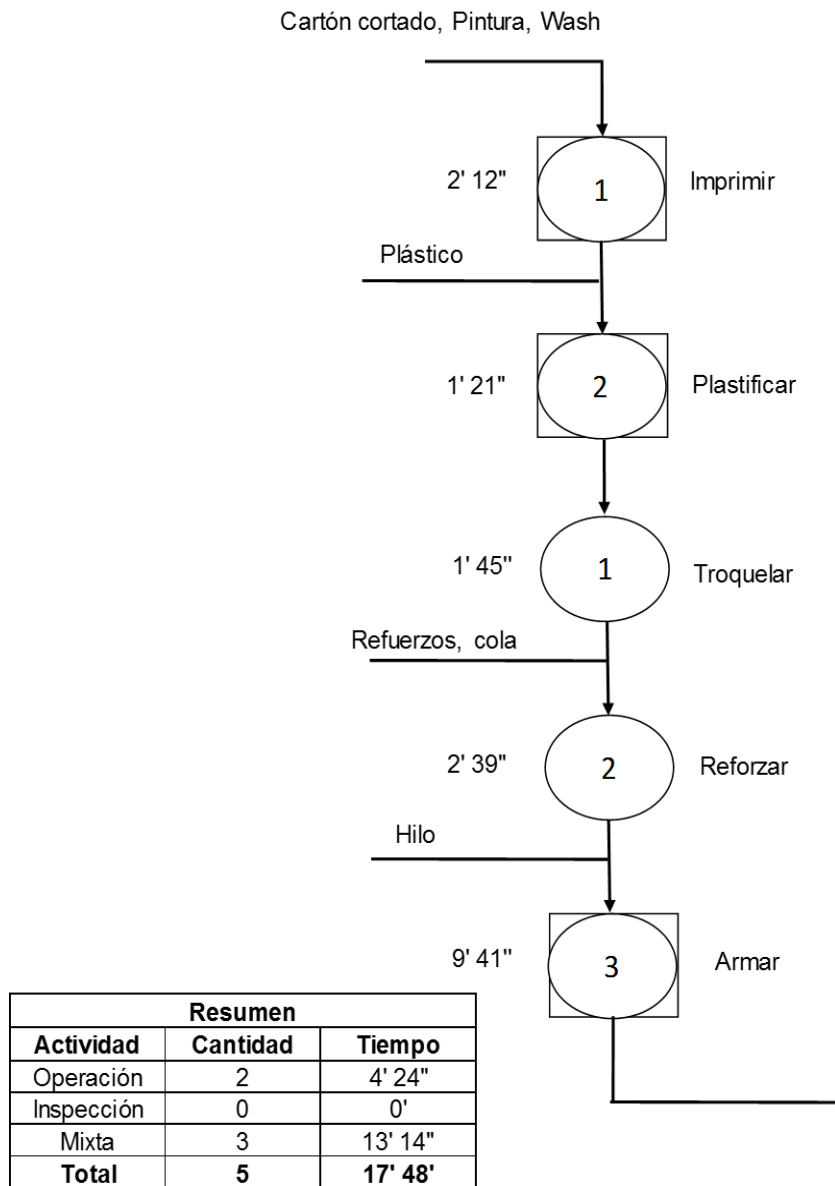 Cartón cortado, Pintura, Wash
2' 12" 1 Imprimir
Plástico
1' 21" 2 Plastificar
1' 45" 1 Troquelar
Refuerzos, cola
2' 39" 2 Reforzar
Hilo
9' 41" 3 Armar
Resumen
Actividad Cantidad Tiempo
Operación 2 4' 24"
Inspección 0 0'
Mixta 3 13' 14"
Total 5 17' 48'